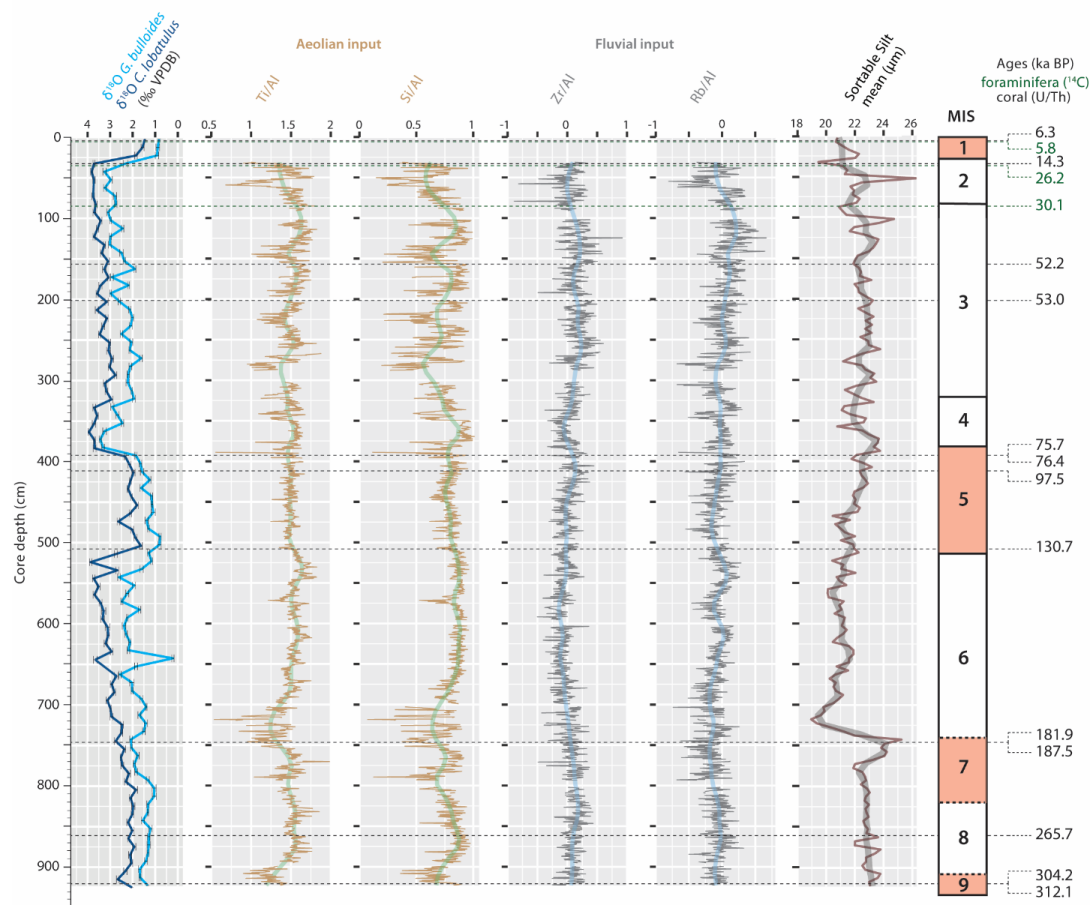 Aeolian input
Fluvial input
δ¹⁸O G. bulloides
δ¹⁸O C. lobatulus
(‰ VPDB)
Ti/Al
Si/Al
Zr/Al
Rb/Al
Sortable Silt
mean (µm)
Ages (ka BP)
foraminifera (¹⁴C)
coral (U/Th)
MIS
4 3 2 1 0
0.5 1 1.5 2
0 0.5 1
-1 0 1
-1 0
18 20 22 24 26
Core depth (cm)
0
100
200
300
400
500
600
700
800
900
1
2
3
4
5
6
7
8
9
6.3
5.8
14.3
26.2
30.1
52.2
53.0
75.7
76.4
97.5
130.7
181.9
187.5
265.7
304.2
312.1